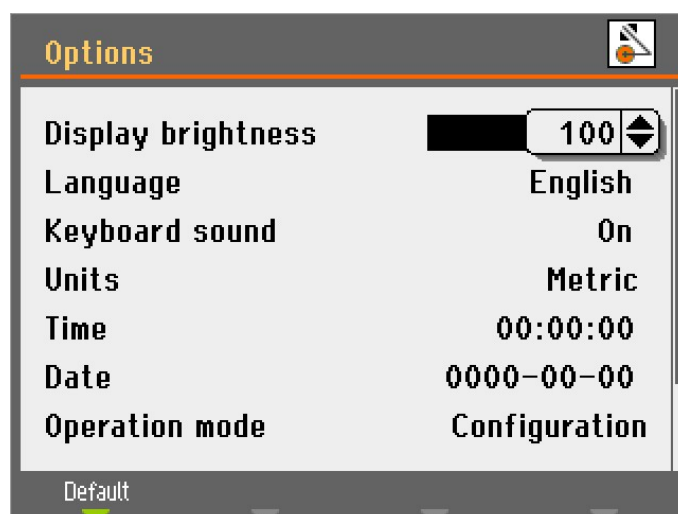 Options
Display brightness 100
Language English
Keyboard sound On
Units Metric
Time 00:00:00
Date 0000-00-00
Operation mode Configuration
Default